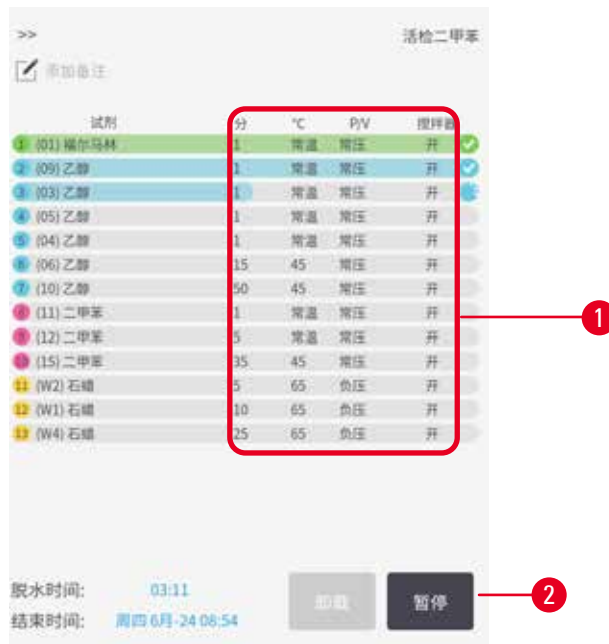 >> 活检二甲苯
添加备注
试剂 分 °C P/V 搅拌器
1 (01) 福尔马林 1 常温 常压 开
2 (09) 乙醇 1 常温 常压 开
3 (03) 乙醇 1 常温 常压 开
4 (05) 乙醇 1 常温 常压 开
5 (04) 乙醇 1 常温 常压 开
6 (06) 乙醇 15 45 常压 开
7 (10) 乙醇 50 45 常压 开
8 (11) 二甲苯 1 常温 常压 开
9 (12) 二甲苯 5 常温 常压 开
10 (15) 二甲苯 35 45 常压 开
11 (W2) 石蜡 5 65 负压 开
12 (W1) 石蜡 10 65 负压 开
13 (W4) 石蜡 25 65 负压 开
1
脱水时间: 03:11
结束时间: 周四 6月-24 08:54
卸载 暂停 2